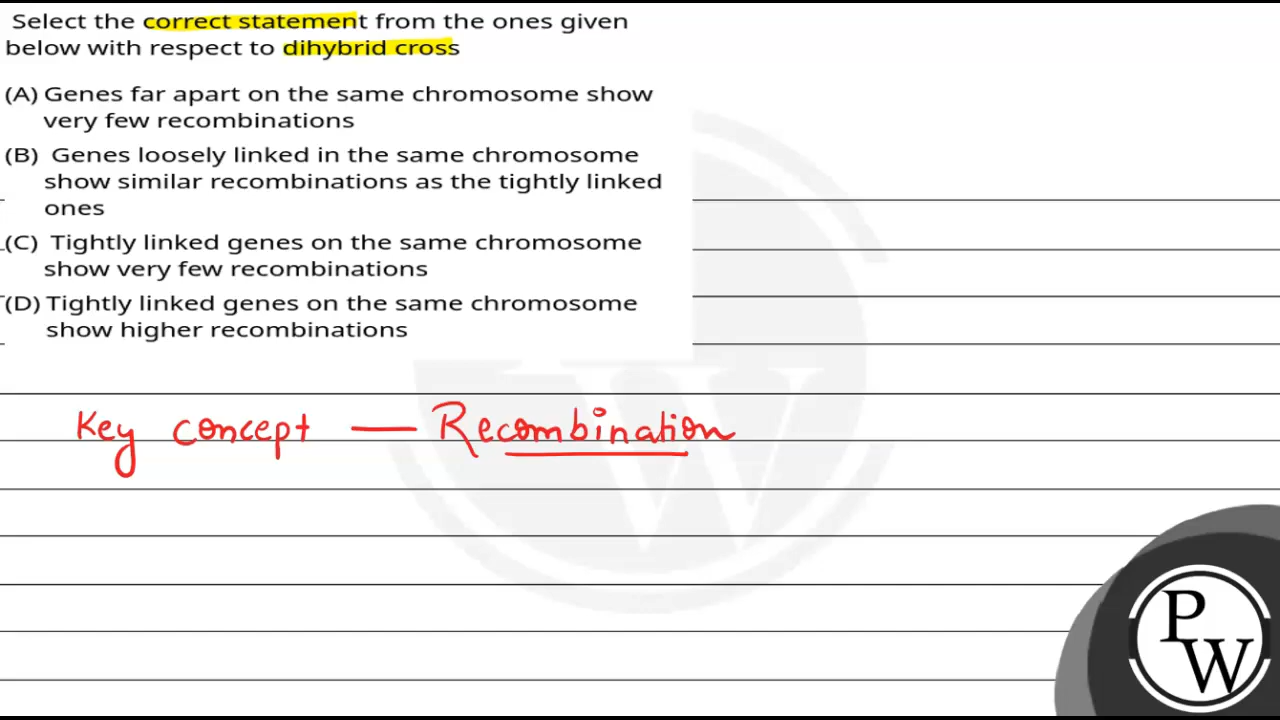 Select the correct statement from the ones given
below with respect to dihybrid cross
(A) Genes far apart on the same chromosome show
very few recombinations
(B) Genes loosely linked in the same chromosome
show similar recombinations as the tightly linked
ones
(C) Tightly linked genes on the same chromosome
show very few recombinations
(D) Tightly linked genes on the same chromosome
show higher recombinations
Key concept — Recombination
P
W